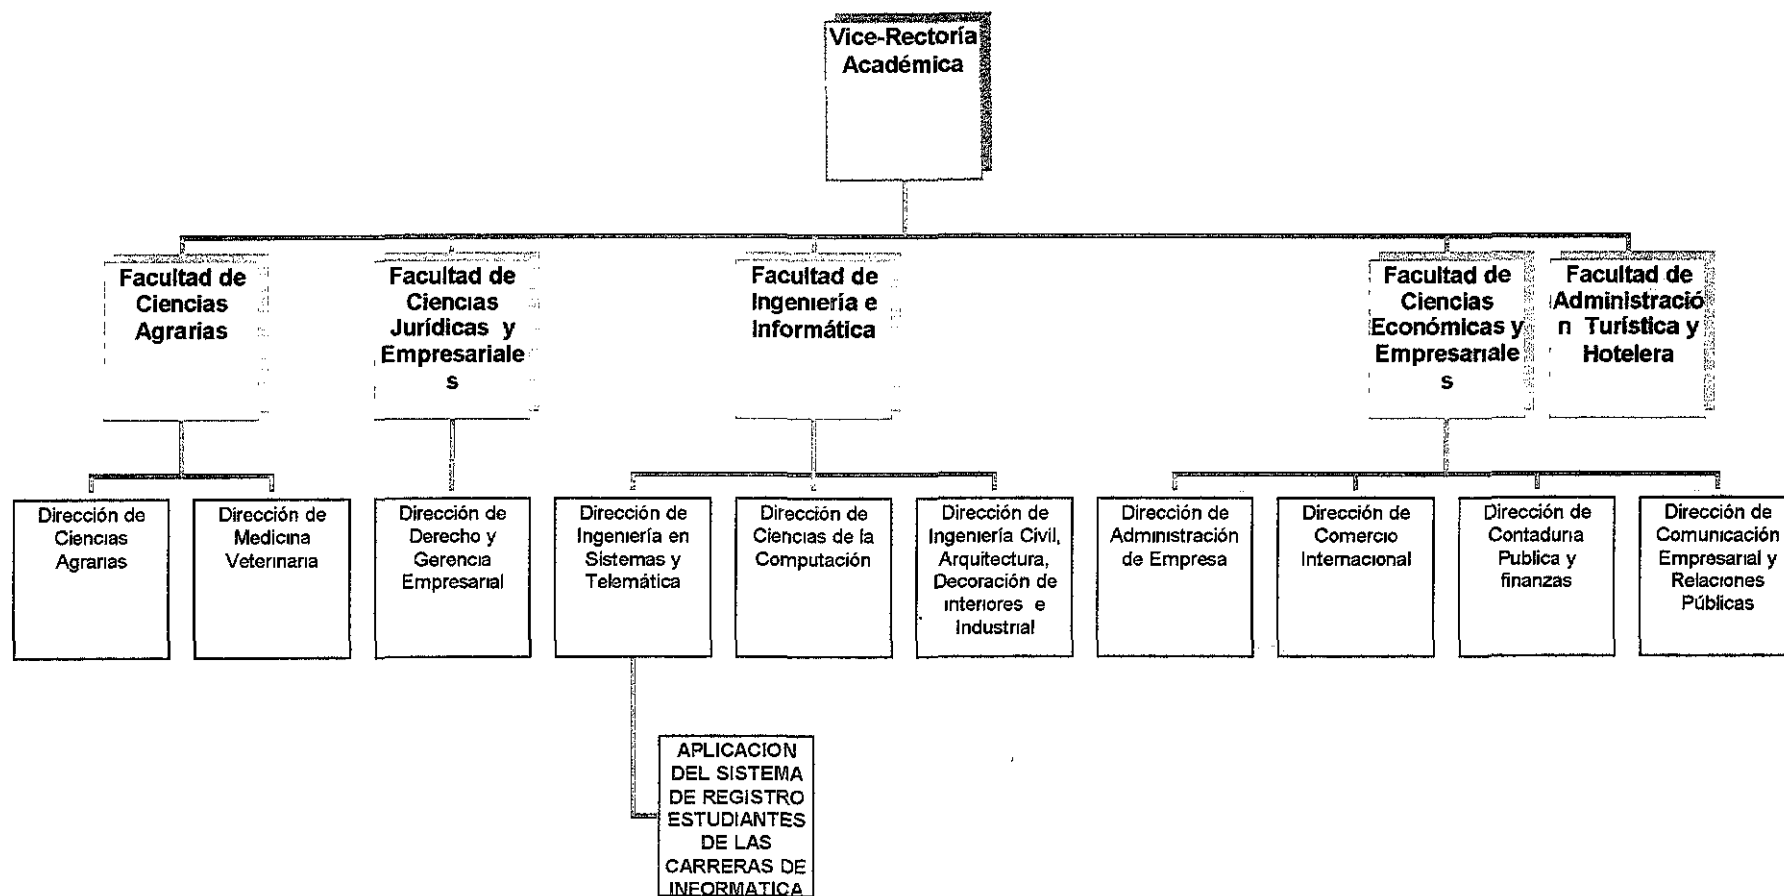 Vice-Rectoría
Académica
Facultad de
Ciencias
Agrarias
Facultad de
Ciencias
Jurídicas y
Empresariale
s
Facultad de
Ingeniería e
Informática
Facultad de
Ciencias
Económicas y
Empresariales
s
Facultad de
Administració
n Turística y
Hotelera
Dirección de
Ciencias
Agrarias
Dirección de
Medicina
Veterinaria
Dirección de
Derecho y
Gerencia
Empresarial
Dirección de
Ingeniería en
Sistemas y
Telemática
Dirección de
Ciencias de la
Computación
Dirección de
Ingeniería Civil,
Arquitectura,
Decoración de
interiores e
Industrial
Dirección de
Administración
de Empresa
Dirección de
Comercio
Internacional
Dirección de
Contaduria
Publica y
finanzas
Dirección de
Comunicación
Empresarial y
Relaciones
Públicas
APLICACION
DEL SISTEMA
DE REGISTRO
ESTUDIANTES
DE LAS
CARRERAS DE
INFORMATICA